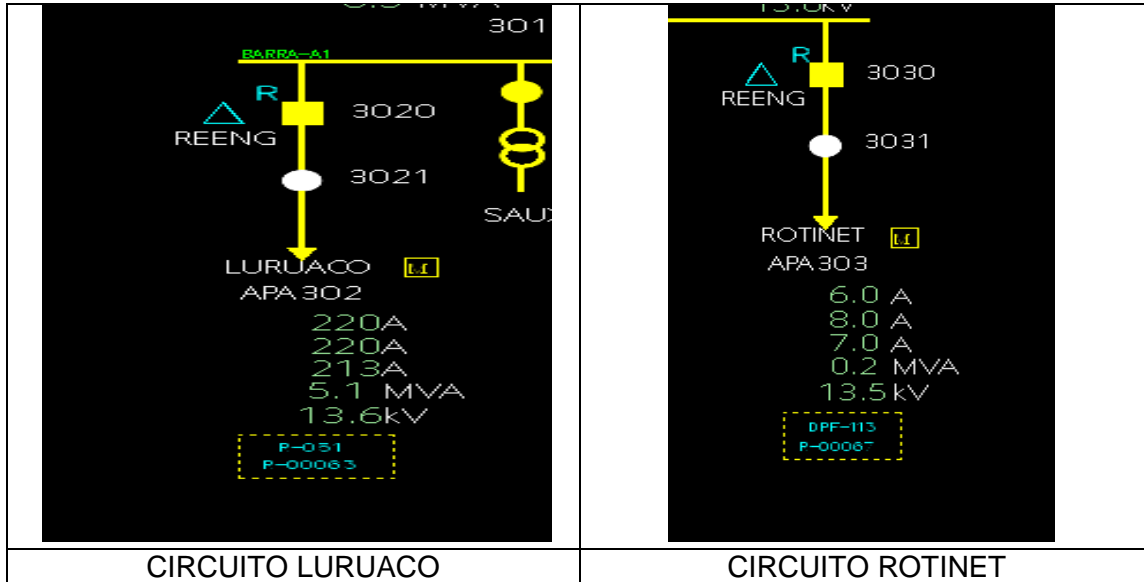 301
BARRA-A1
R
3020
REENG
3021
SAUX
LURUACO M
APA302
220A
220A
213A
5.1 MVA
13.6kV
P-051
P-00063
CIRCUITO LURUACO
R
3030
REENG
3031
ROTINET M
APA303
6.0 A
8.0 A
7.0 A
0.2 MVA
13.5kV
DPF-113
P-00067
CIRCUITO ROTINET